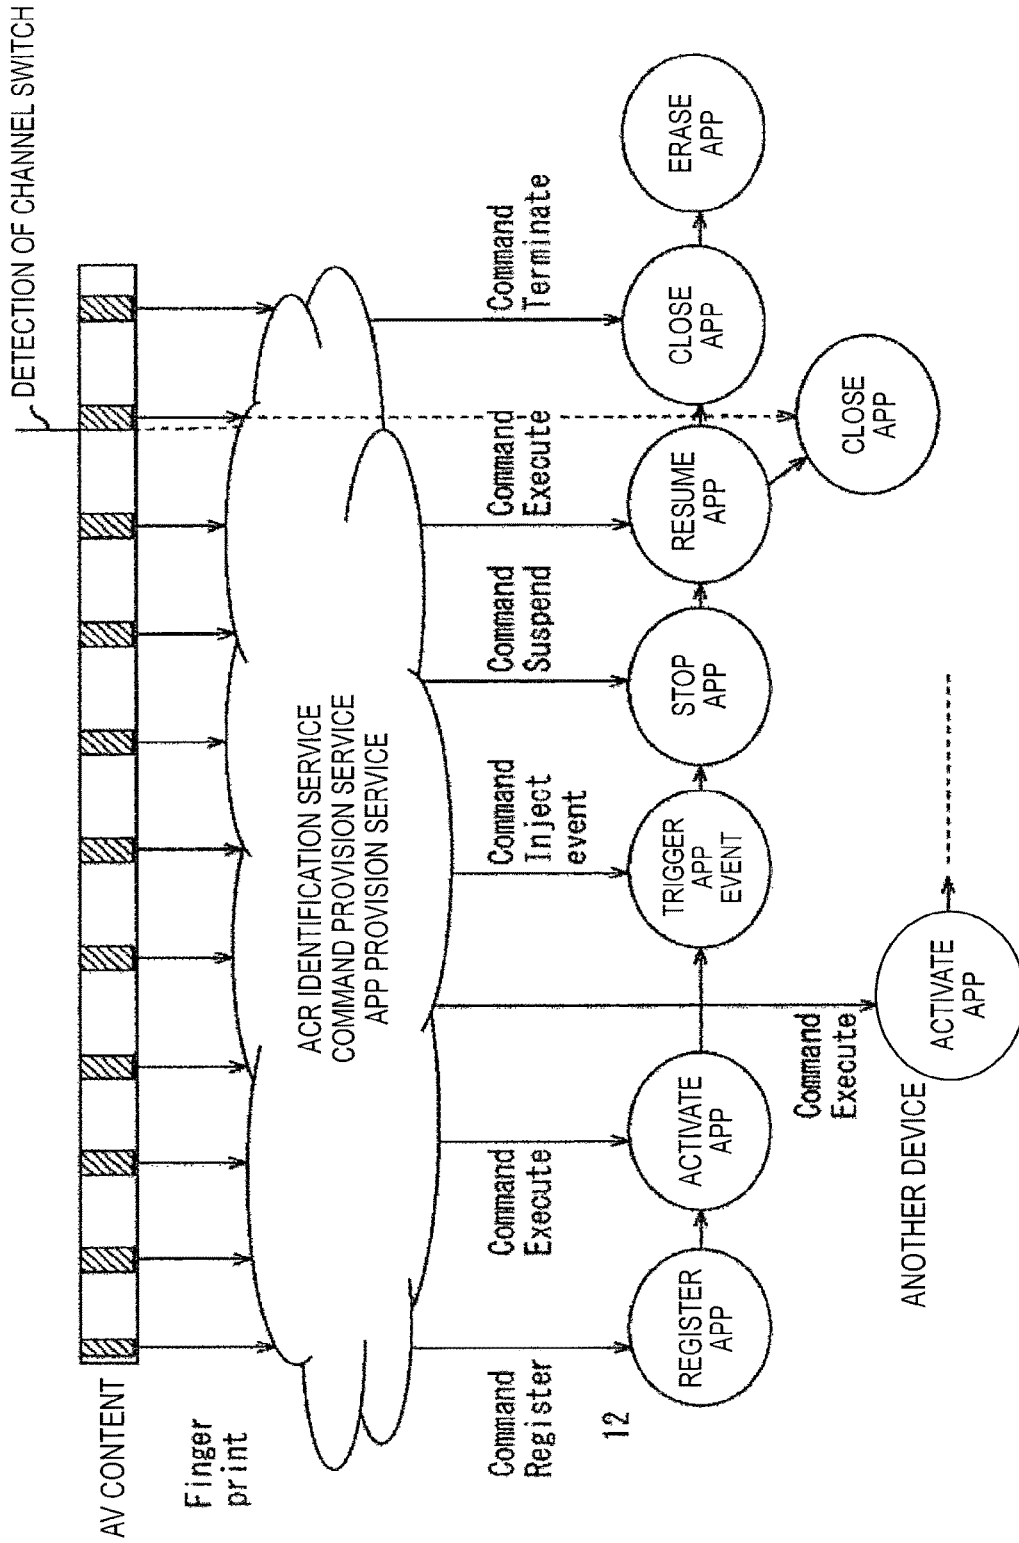 DETECTION OF CHANNEL SWITCH
AV CONTENT
Finger
print
ACR IDENTIFICATION SERVICE
COMMAND PROVISION SERVICE
APP PROVISION SERVICE
Command
Register
Command
Execute
Command
Inject
event
Command
Suspend
Command
Execute
Command
Terminate
12
REGISTER
APP
ACTIVATE
APP
TRIGGER
APP
EVENT
STOP
APP
RESUME
APP
CLOSE
APP
ERASE
APP
Command
Execute
CLOSE
APP
ANOTHER DEVICE
ACTIVATE
APP